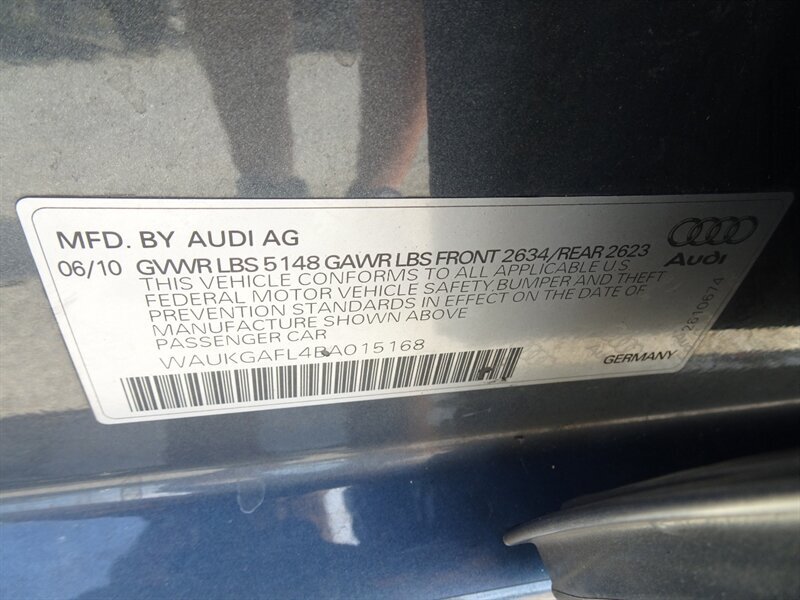 MFD. BY AUDI AG
06/10 GVWR LBS 5148 GAWR LBS FRONT 2634/REAR 2623
THIS VEHICLE CONFORMS TO ALL APPLICABLE U.S.
FEDERAL MOTOR VEHICLE SAFETY,BUMPER AND THEFT
PREVENTION STANDARDS IN EFFECT ON THE DATE OF
MANUFACTURE SHOWN ABOVE
PASSENGER CAR
WAUKGAFL4BA015168
GERMANY
Audi
2610674